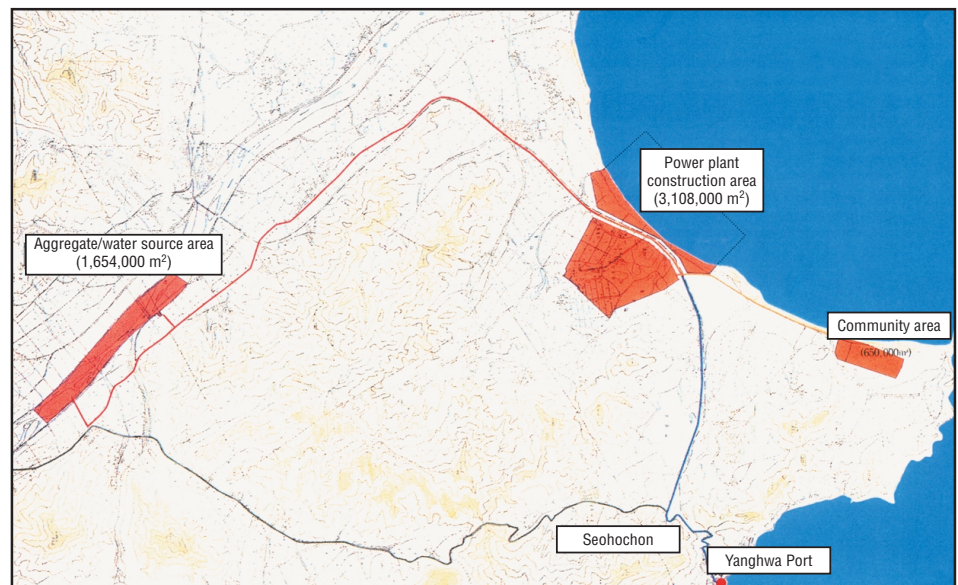 Power plant
construction area
(3,108,000 m²)
Aggregate/water source area
(1,654,000 m²)
Community area
(650,000m²)
Seohochon
Yanghwa Port